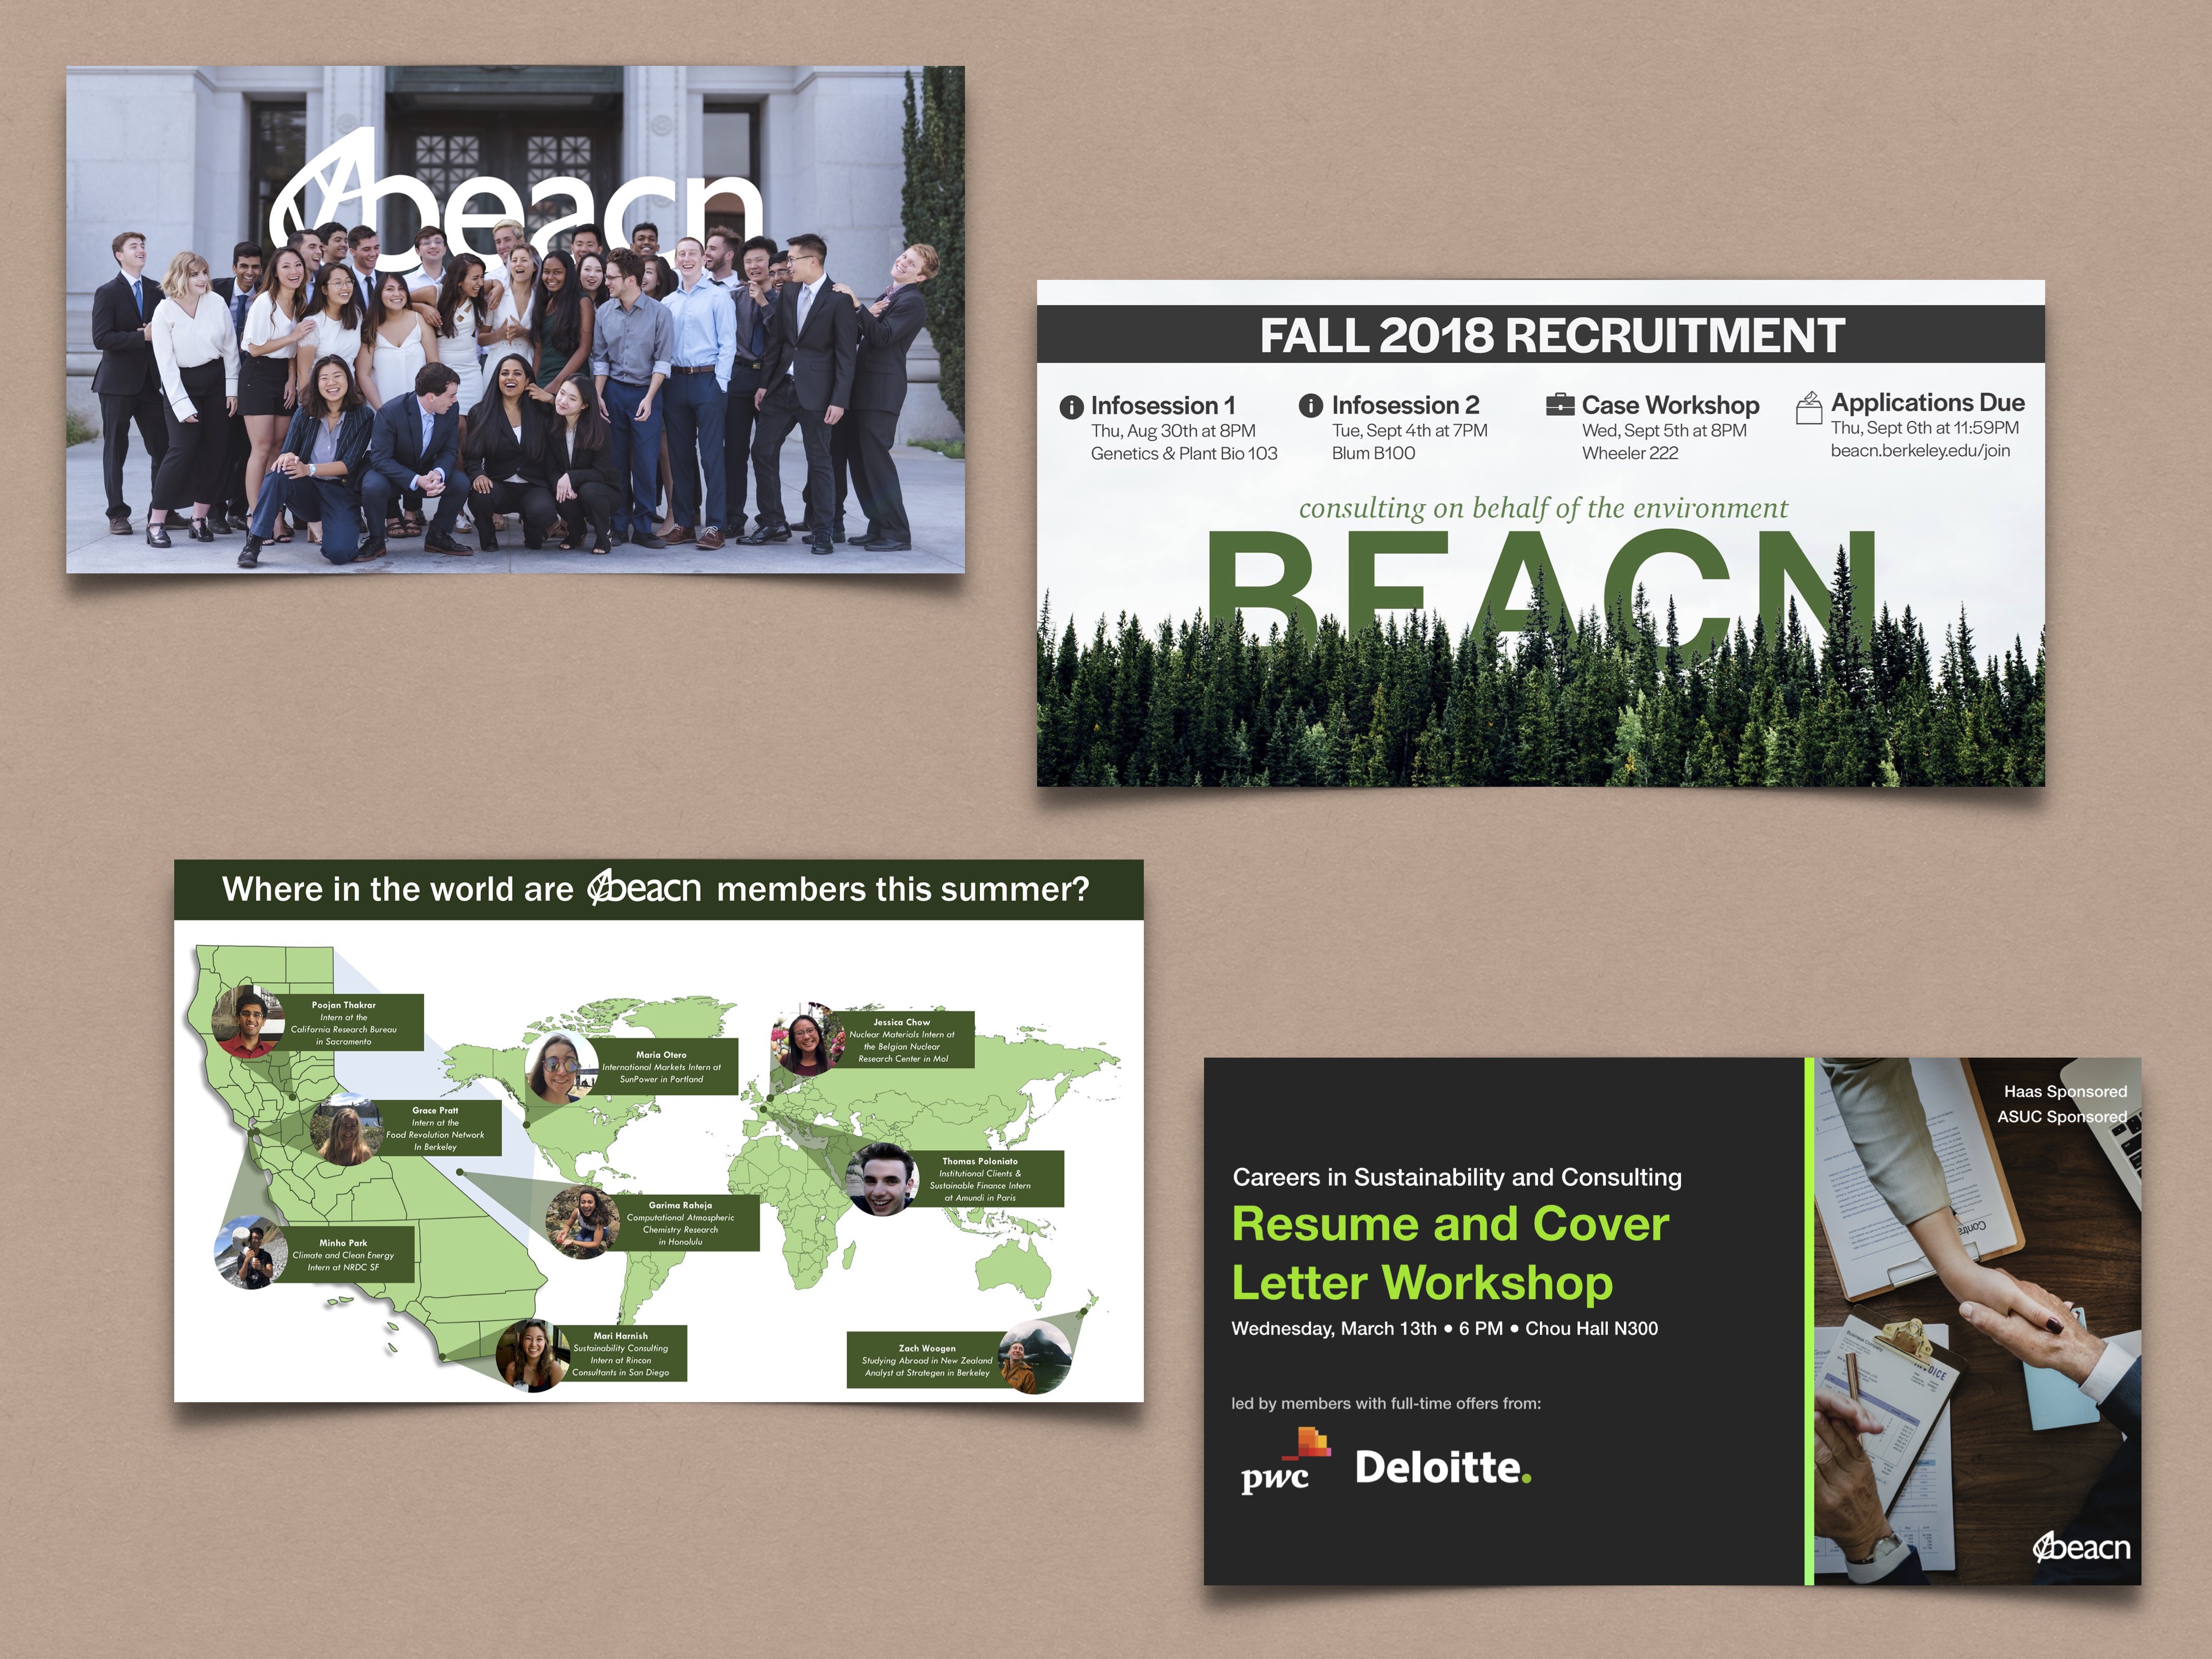 beacn
FALL 2018 RECRUITMENT
Infosession 1
Thu, Aug 30th at 8PM
Genetics & Plant Bio 103
Infosession 2
Tue, Sept 4th at 7PM
Blum B100
Case Workshop
Wed, Sept 5th at 8PM
Wheeler 222
Applications Due
Thu, Sept 6th at 11:59PM
beacn.berkeley.edu/join
consulting on behalf of the environment
BEACN
Where in the world are beacn members this summer?
Poojan Thakrar
Intern at the
California Research Bureau
in Sacramento
Grace Pratt
Intern at the
Food Revolution Network
In Berkeley
Minho Park
Climate and Clean Energy
Intern at NRDC SF
Maria Otero
International Markets Intern at
SunPower in Portland
Jessica Chow
Nuclear Materials Intern at
the Belgian Nuclear
Research Center in Mol
Thomas Poloniato
Institutional Clients &
Sustainable Finance Intern
at Amundi in Paris
Garima Raheja
Computational Atmospheric
Chemistry Research
in Honolulu
Mari Harnish
Sustainability Consulting
Intern at Rincon
Consultants in San Diego
Zach Woogen
Studying Abroad in New Zealand
Analyst at Strategen in Berkeley
Haas Sponsored
ASUC Sponsored
Careers in Sustainability and Consulting
Resume and Cover
Letter Workshop
Wednesday, March 13th • 6 PM • Chou Hall N300
led by members with full-time offers from:
pwc
Deloitte.
beacn